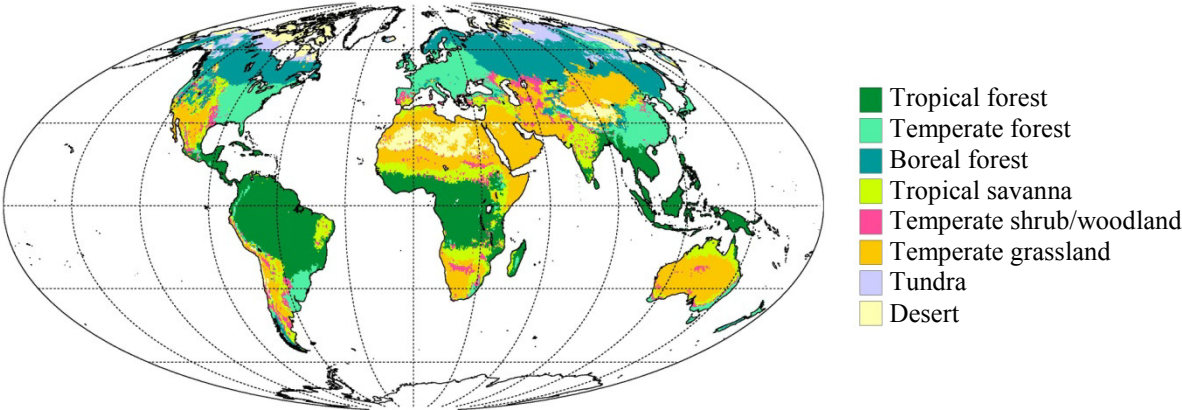 Tropical forest
Temperate forest
Boreal forest
Tropical savanna
Temperate shrub/woodland
Temperate grassland
Tundra
Desert